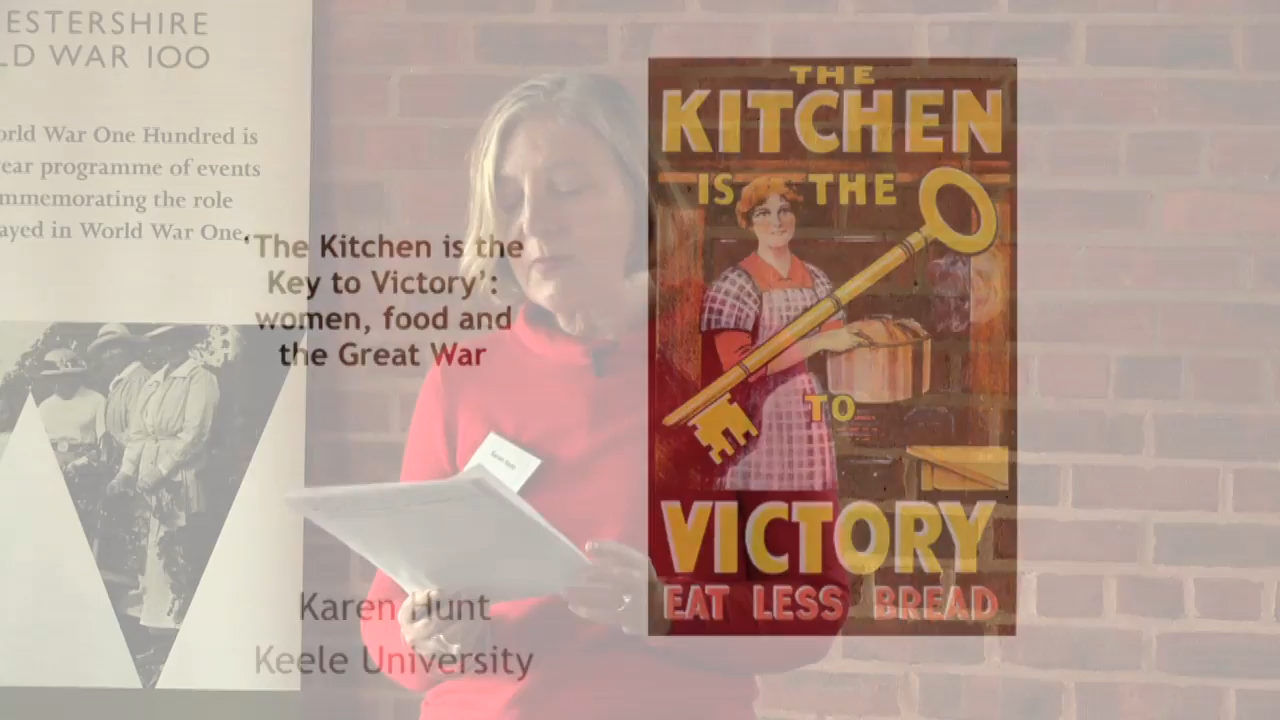 ESTERSHIRE
LD WAR 100
orld War One Hundred is
ear programme of events
mmemorating the role
ayed in World War One.
'The Kitchen is the
Key to Victory':
women, food and
the Great War
Karen Hunt
Keele University
Karen Hunt
THE
KITCHEN
IS THE
TO
VICTORY
EAT LESS BREAD